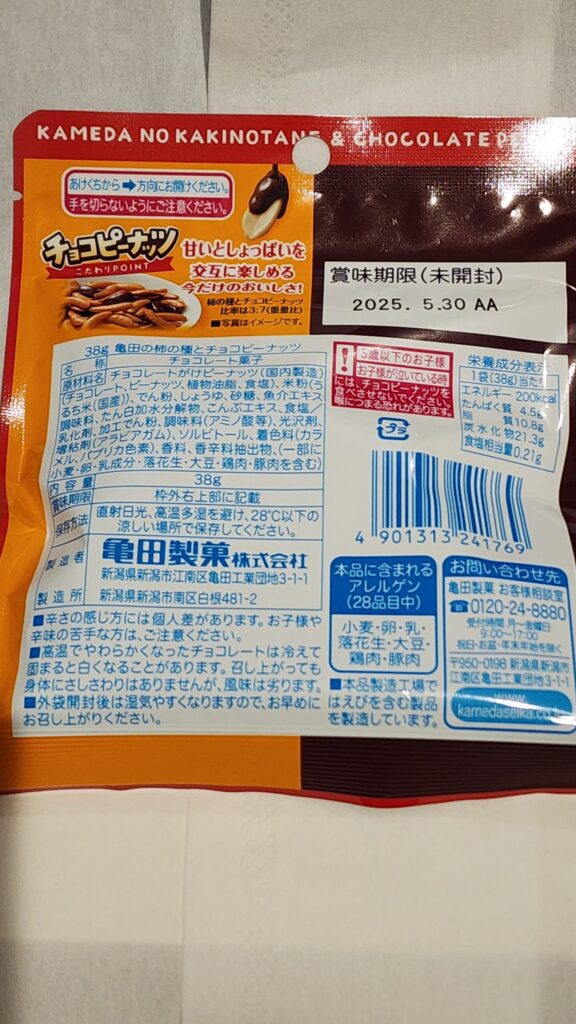 KAMEDA NO KAKINOTANE & CHOCOLATE
あけくちから➡方向にお開けください。
手を切らないようにご注意ください。
チョコピーナッツ
こだわりPOINT
甘いとしょっぱいを
交互に楽しめる
今だけのおいしさ!
柿の種とチョコピーナッツ
比率は3:7(重量比)
■写真はイメージです。
賞味期限(未開封)
2025. 5.30 AA
38g 亀田の柿の種とチョコピーナッツ
名称 チョコレート菓子
原材料名 チョコレートがけピーナッツ(国内製造)
(チョコレート、ピーナッツ、植物油脂、食塩)、米粉(う
るち米(国産))、でん粉、しょうゆ、砂糖、魚介エキス
調味料、たん白加水分解物、こんぶエキス、食塩/
乳化剤、加工でん粉、調味料(アミノ酸等)、光沢剤、
増粘剤(アラビアガム)、ソルビトール、着色料(カラ
メル、パプリカ色素)、香料、香辛料抽出物、(一部に
小麦・卵・乳成分・落花生・大豆・鶏肉・豚肉を含む)
内容量 38g
賞味期限 枠外右上部に記載
保存方法 直射日光、高温多湿を避け、28℃以下の
涼しい場所で保存してください。
製造者 亀田製菓株式会社
新潟県新潟市江南区亀田工業団地3-1-1
製造所 新潟県新潟市南区白根481-2
■辛さの感じ方には個人差があります。お子様や
辛味の苦手な方は、ご注意ください。
■高温でやわらかくなったチョコレートは冷えて
固まると白くなることがあります。召し上がっても
身体にさしさわりはありませんが、風味は劣ります。
■外袋開封後は湿気やすくなりますので、お早めに
お召し上がりください。
5歳以下のお子様
お子様が泣いている時
には、チョコピーナッツを
食べさせないでください。
喉につまる恐れがあります。
プラ
栄養成分表示
1袋(38g)当たり
エネルギー 200kcal
たんぱく質 4.5g
脂質 10.8g
炭水化物 21.3g
食塩相当量 0.21g
4 901313 241769
本品に含まれる
アレルゲン
(28品目中)
小麦・卵・乳・
落花生・大豆・
鶏肉・豚肉
■本品製造工場で
はえびを含む製品
を製造しています。
お問い合わせ先
亀田製菓 お客様相談室
☎0120-24-8880
受付時間 月〜金曜日
9:00〜17:00
祝日・お盆・年末年始を除く
〒950-0198 新潟県新潟市
江南区亀田工業団地3-1-1
www.
kamedaseika.co.jp